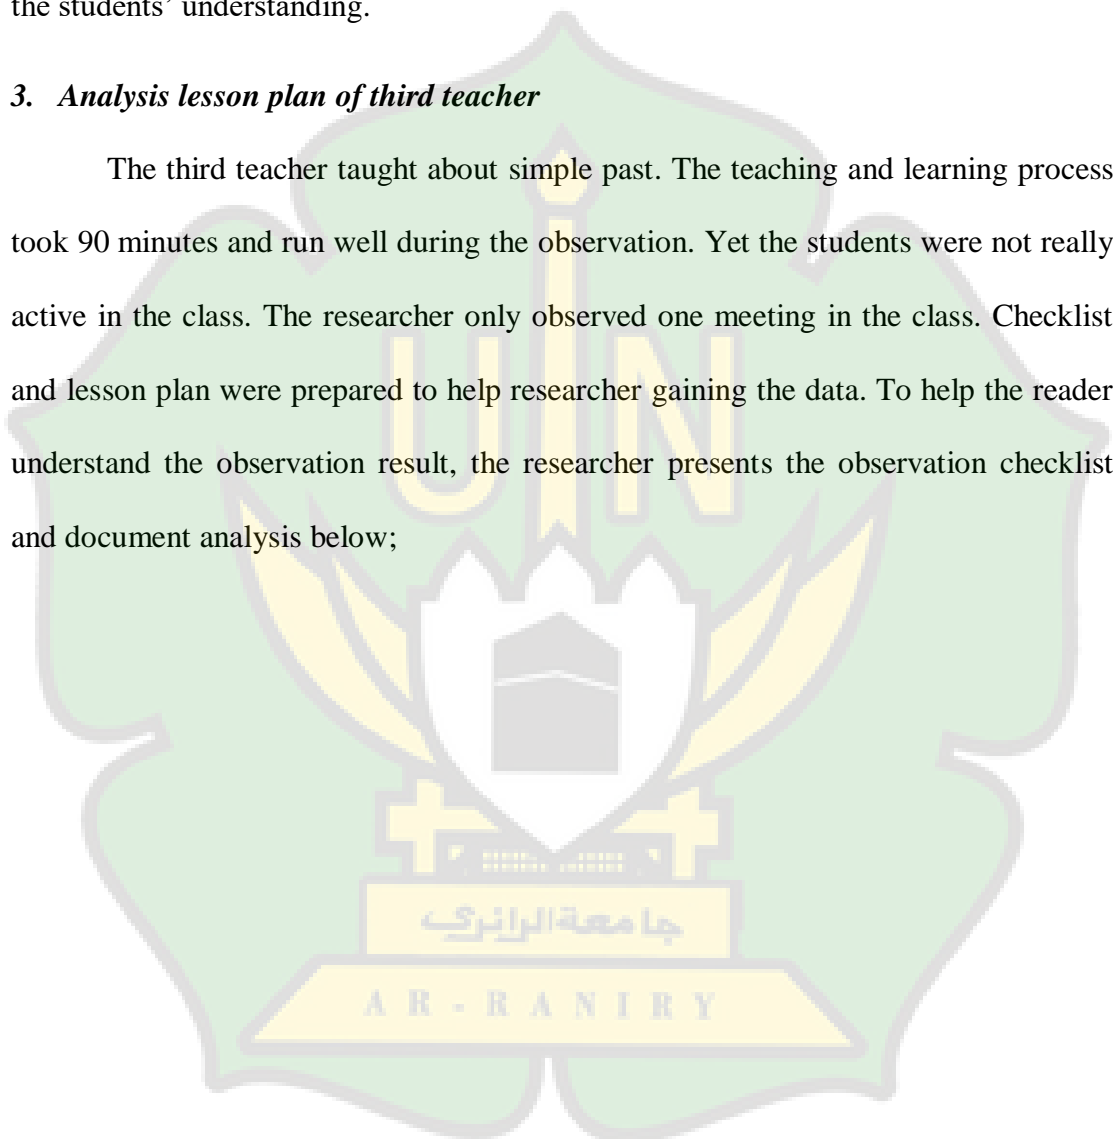 the students’ understanding.
3. Analysis lesson plan of third teacher
The third teacher taught about simple past. The teaching and learning process
took 90 minutes and run well during the observation. Yet the students were not really
active in the class. The researcher only observed one meeting in the class. Checklist
and lesson plan were prepared to help researcher gaining the data. To help the reader
understand the observation result, the researcher presents the observation checklist
and document analysis below;
UIN
جامعة الرانري
AR-RANIRY